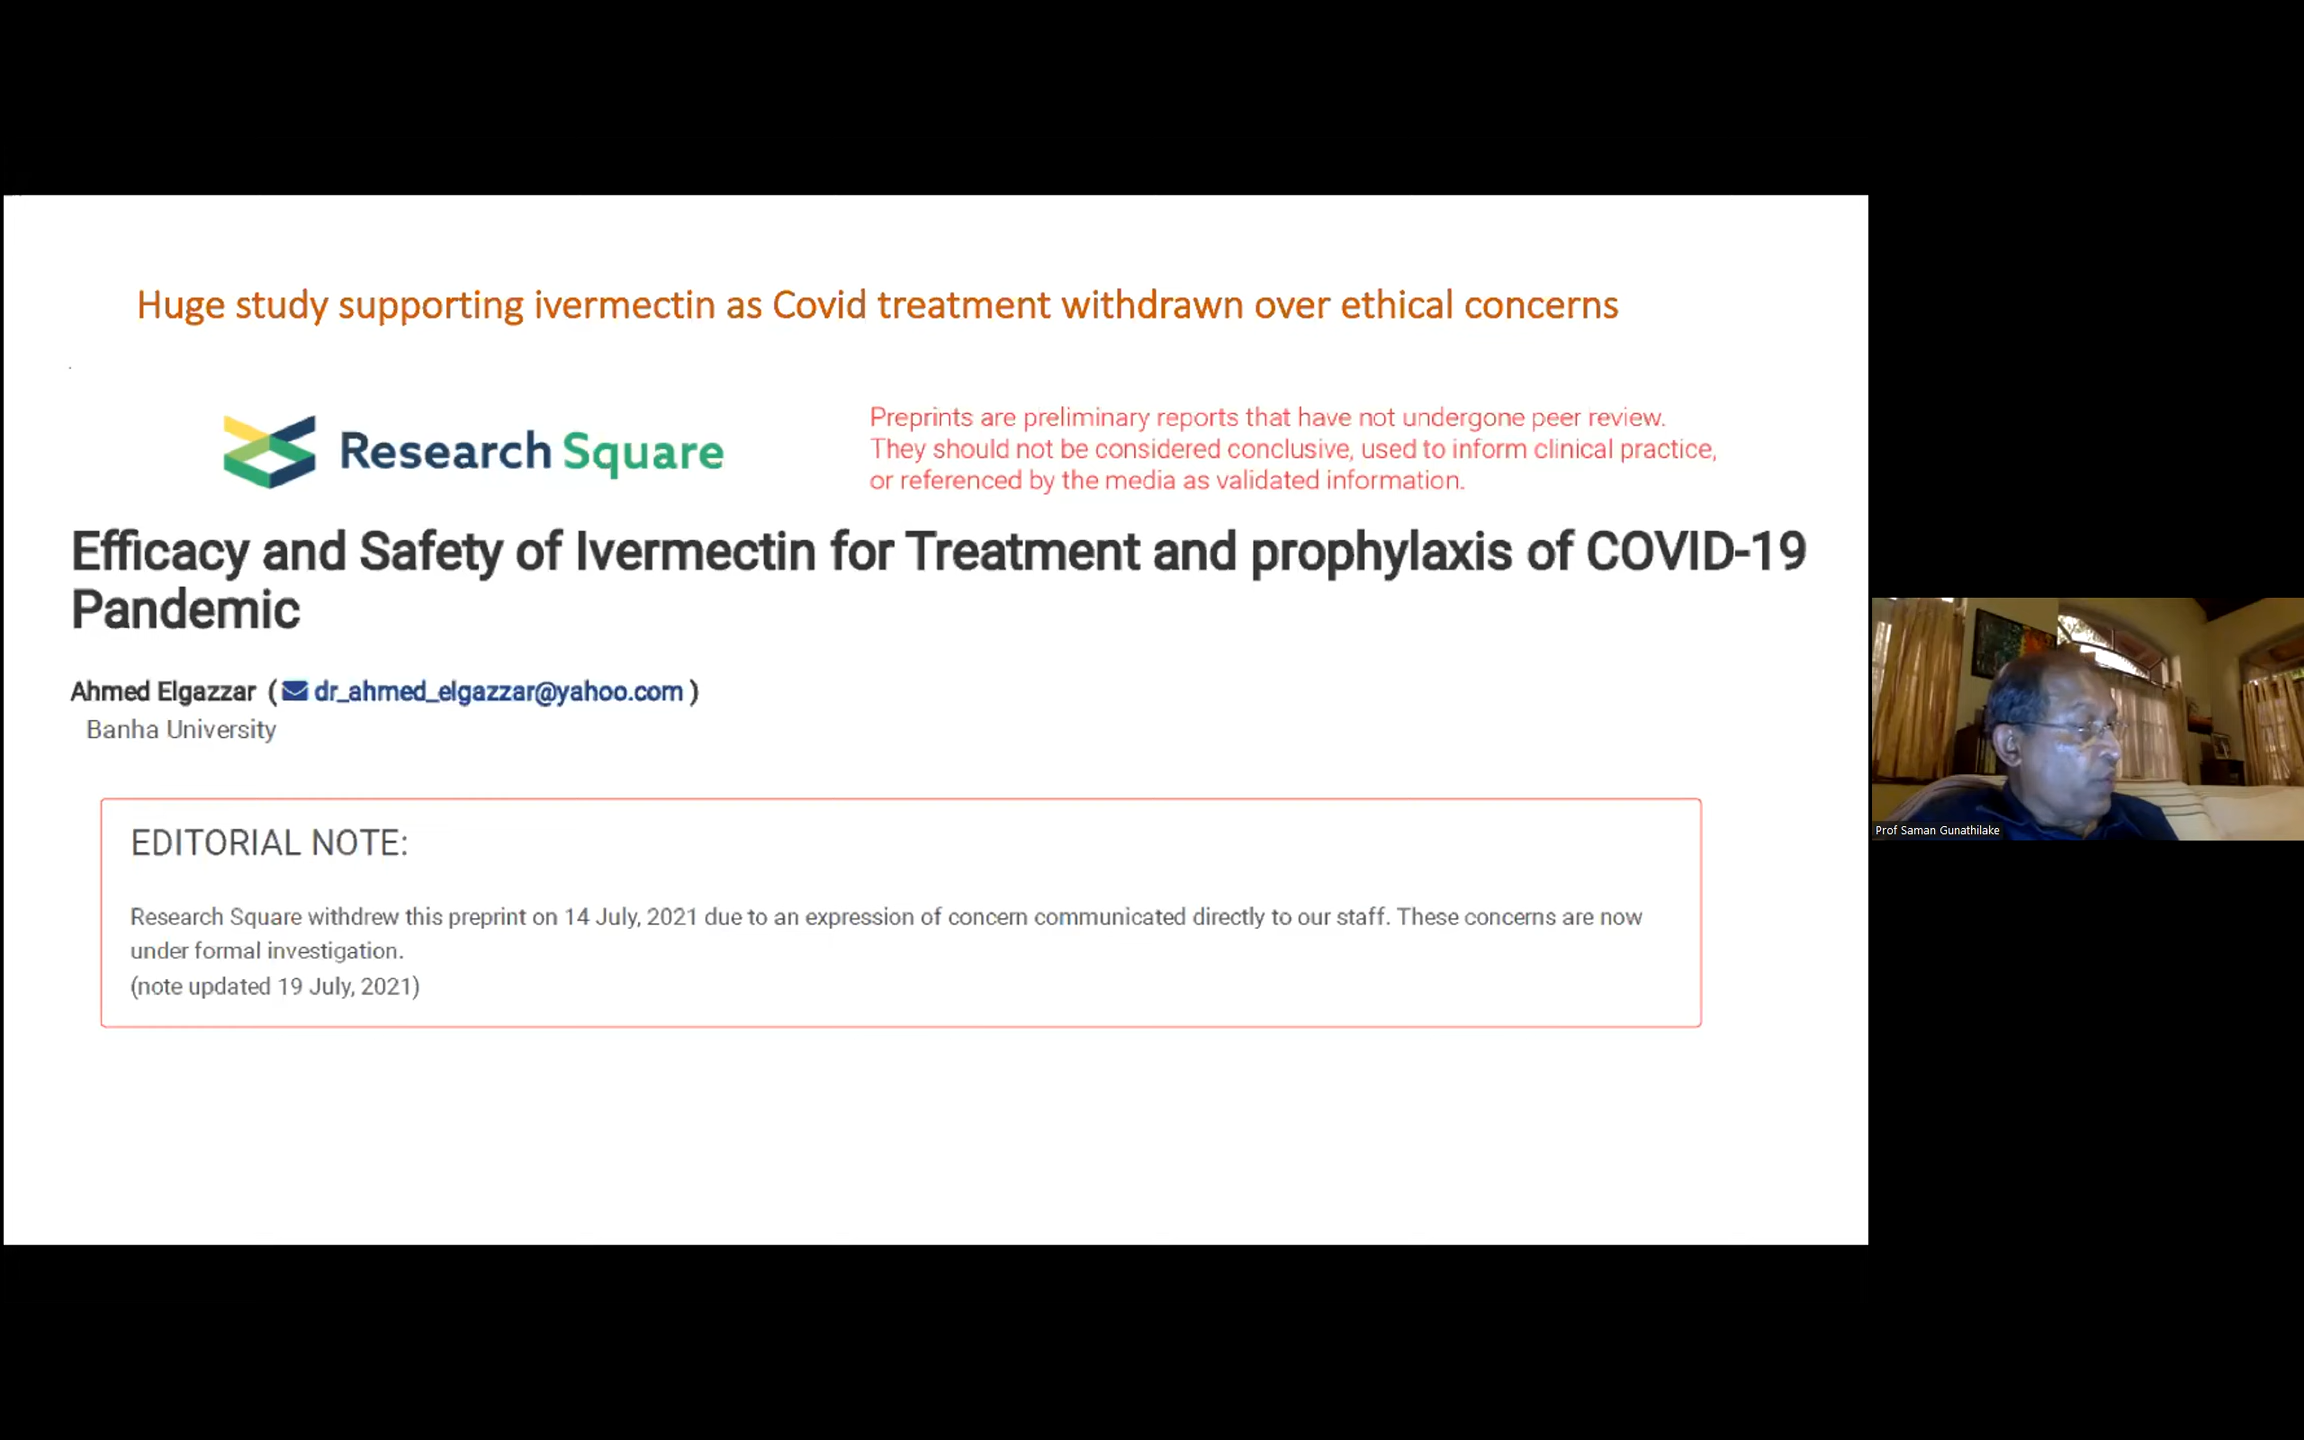 Huge study supporting ivermectin as Covid treatment withdrawn over ethical concerns
Research Square
Preprints are preliminary reports that have not undergone peer review.
They should not be considered conclusive, used to inform clinical practice,
or referenced by the media as validated information.
Efficacy and Safety of Ivermectin for Treatment and prophylaxis of COVID-19
Pandemic
Ahmed Elgazzar ( dr_ahmed_elgazzar@yahoo.com )
Banha University
EDITORIAL NOTE:
Research Square withdrew this preprint on 14 July, 2021 due to an expression of concern communicated directly to our staff. These concerns are now
under formal investigation.
(note updated 19 July, 2021)
Prof Saman Gunathilake